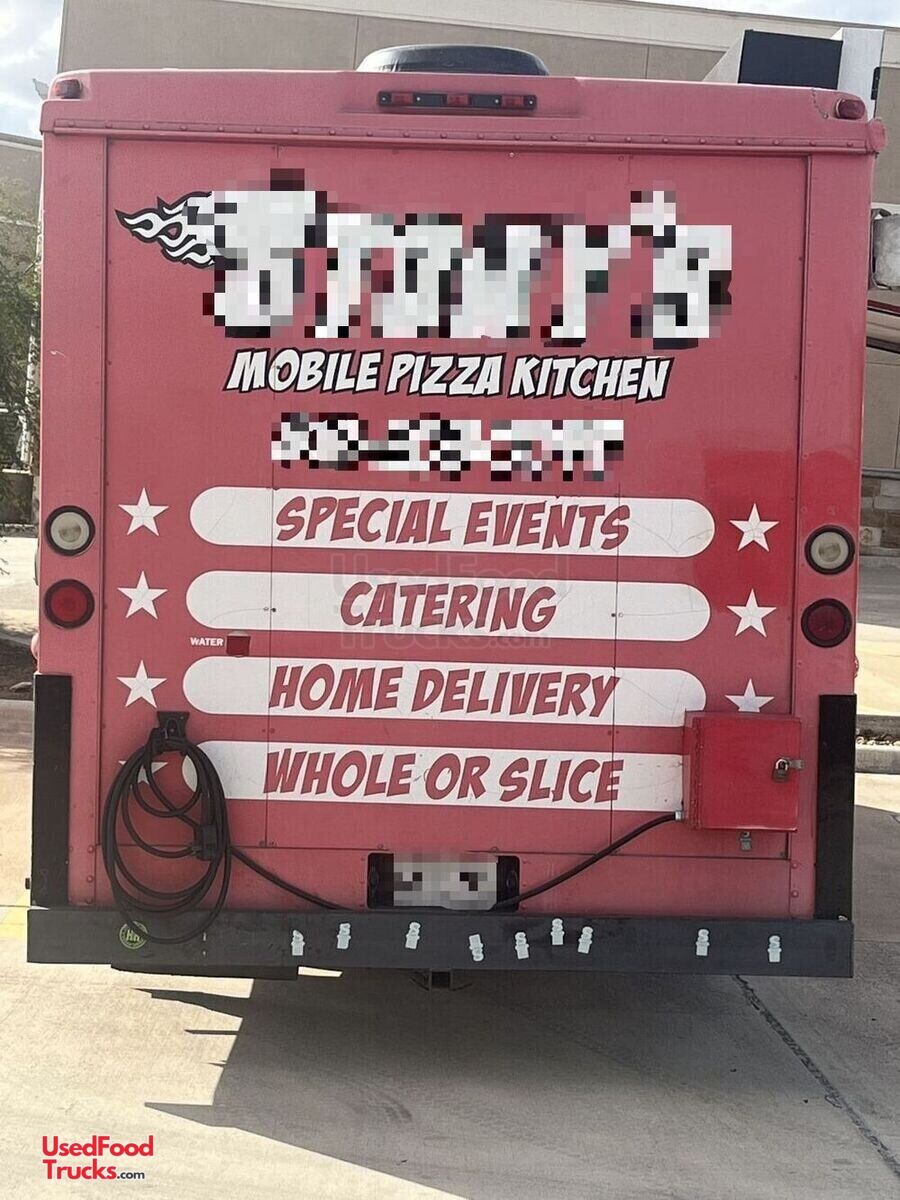 MOBILE PIZZA KITCHEN
SPECIAL EVENTS
UsedFood
CATERING
Trucks.com
WATER
HOME DELIVERY
WHOLE OR SLICE
UsedFood
Trucks.com